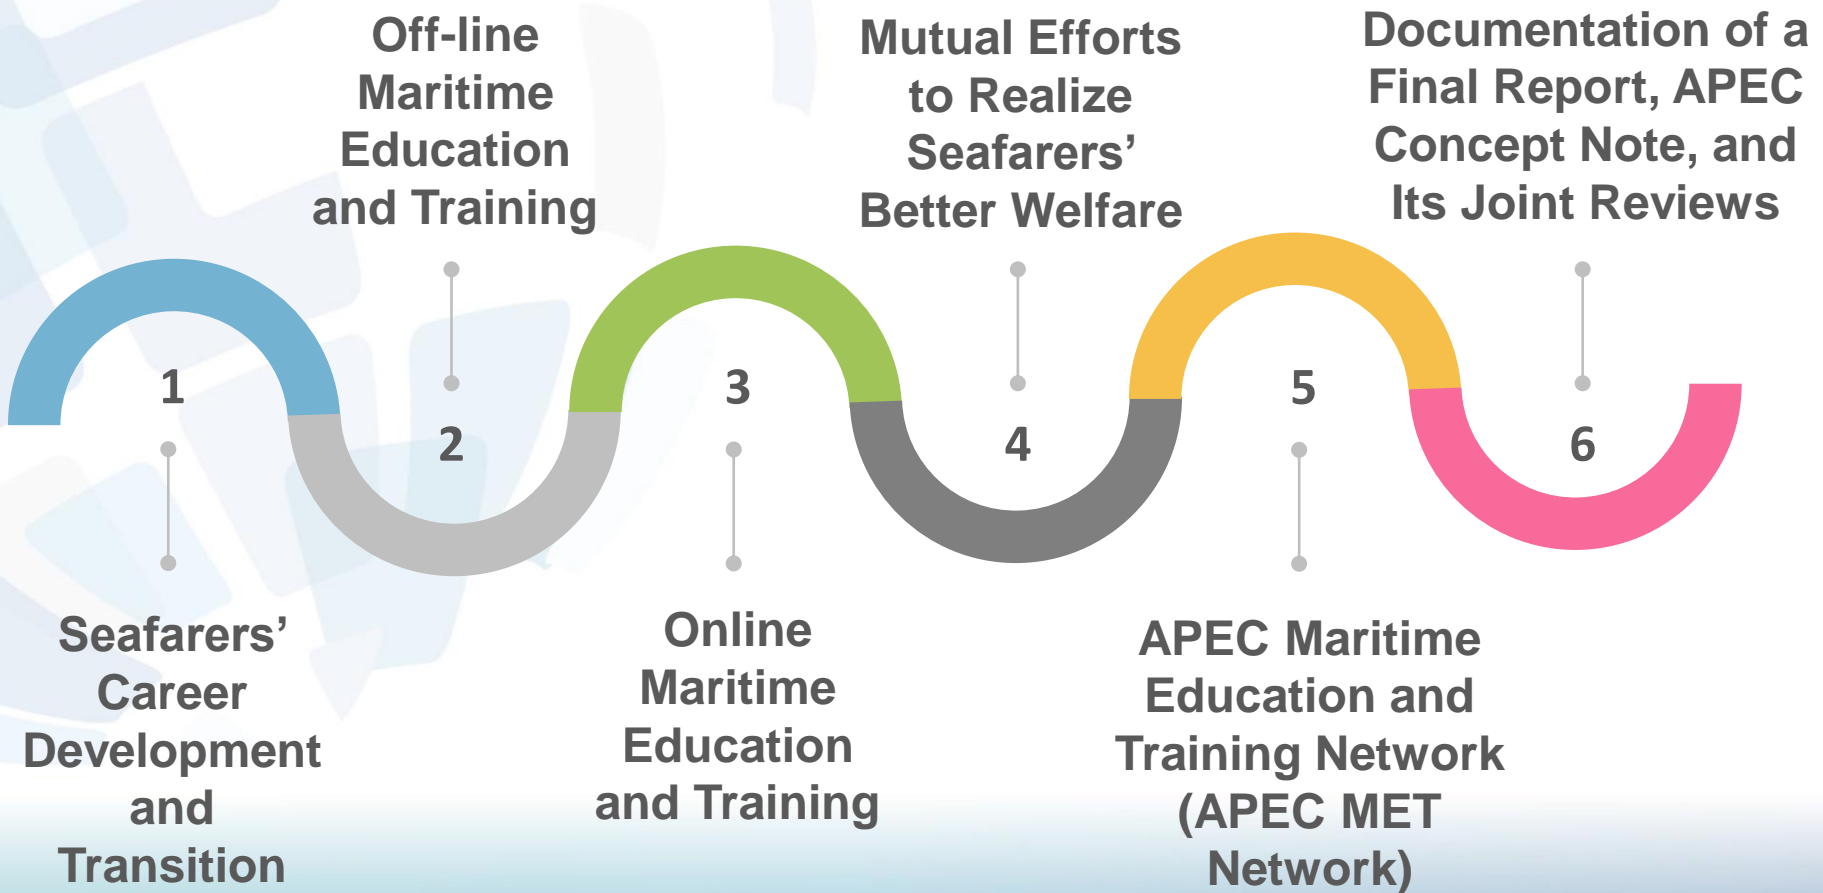 1
Seafarers’
Career
Development
and
Transition
Off-line
Maritime
Education
and Training
2
3
Online
Maritime
Education
and Training
Mutual Efforts
to Realize
Seafarers’
Better Welfare
4
5
APEC Maritime
Education and
Training Network
(APEC MET
Network)
Documentation of a
Final Report, APEC
Concept Note, and
Its Joint Reviews
6